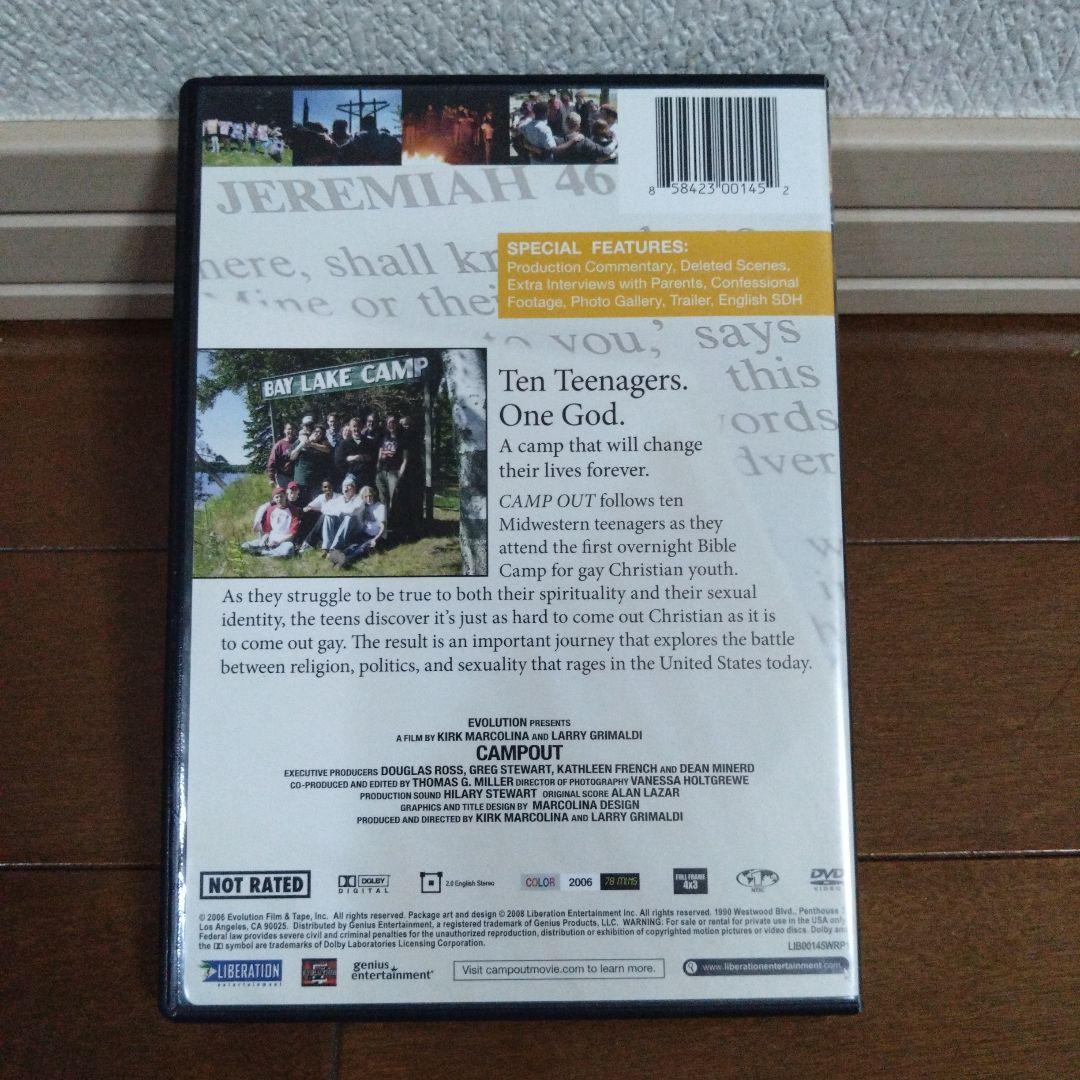 8 58423 00145 2
JEREMIAH 46
here, shall
SPECIAL FEATURES:
Production Commentary, Deleted Scenes,
Extra Interviews with Parents, Confessional
Footage, Photo Gallery, Trailer, English SDH
Mine or
you,’ says
this
BAY LAKE CAMP
Ten Teenagers.
One God.
A camp that will change
their lives forever.
CAMP OUT follows ten
Midwestern teenagers as they
attend the first overnight Bible
Camp for gay Christian youth.
As they struggle to be true to both their spirituality and their sexual
identity, the teens discover it’s just as hard to come out Christian as it is
to come out gay. The result is an important journey that explores the battle
between religion, politics, and sexuality that rages in the United States today.
EVOLUTION PRESENTS
A FILM BY KIRK MARCOLINA AND LARRY GRIMALDI
CAMPOUT
EXECUTIVE PRODUCERS DOUGLAS ROSS, GREG STEWART, KATHLEEN FRENCH AND DEAN MINERD
CO-PRODUCED AND EDITED BY THOMAS G. MILLER DIRECTOR OF PHOTOGRAPHY VANESSA HOLTGREWE
PRODUCTION SOUND HILARY STEWART ORIGINAL SCORE ALAN LAZAR
GRAPHICS AND TITLE DESIGN BY MARCOLINA DESIGN
PRODUCED AND DIRECTED BY KIRK MARCOLINA AND LARRY GRIMALDI
NOT RATED DOLBY DIGITAL 2.0 English Stereo COLOR 2006 78 MINS FULL FRAME 4x3 NTSC DVD VIDEO
© 2006 Evolution Film & Tape, Inc. All rights reserved. Package art and design © 2008 Liberation Entertainment Inc. All rights reserved. 1990 Westwood Blvd., Penthouse
Los Angeles, CA 90025. Distributed by Genius Entertainment, a registered trademark of Genius Products, LLC. WARNING: For sale or rental for private use in the USA only.
Federal law provides severe civil and criminal penalties for the unauthorized reproduction, distribution or exhibition of copyrighted motion pictures or video discs. Dolby and
the symbol are trademarks of Dolby Laboratories Licensing Corporation.
LIB00145WRP
LIBERATION entertainment genius entertainment Visit campoutmovie.com to learn more. www.liberationentertainment.com